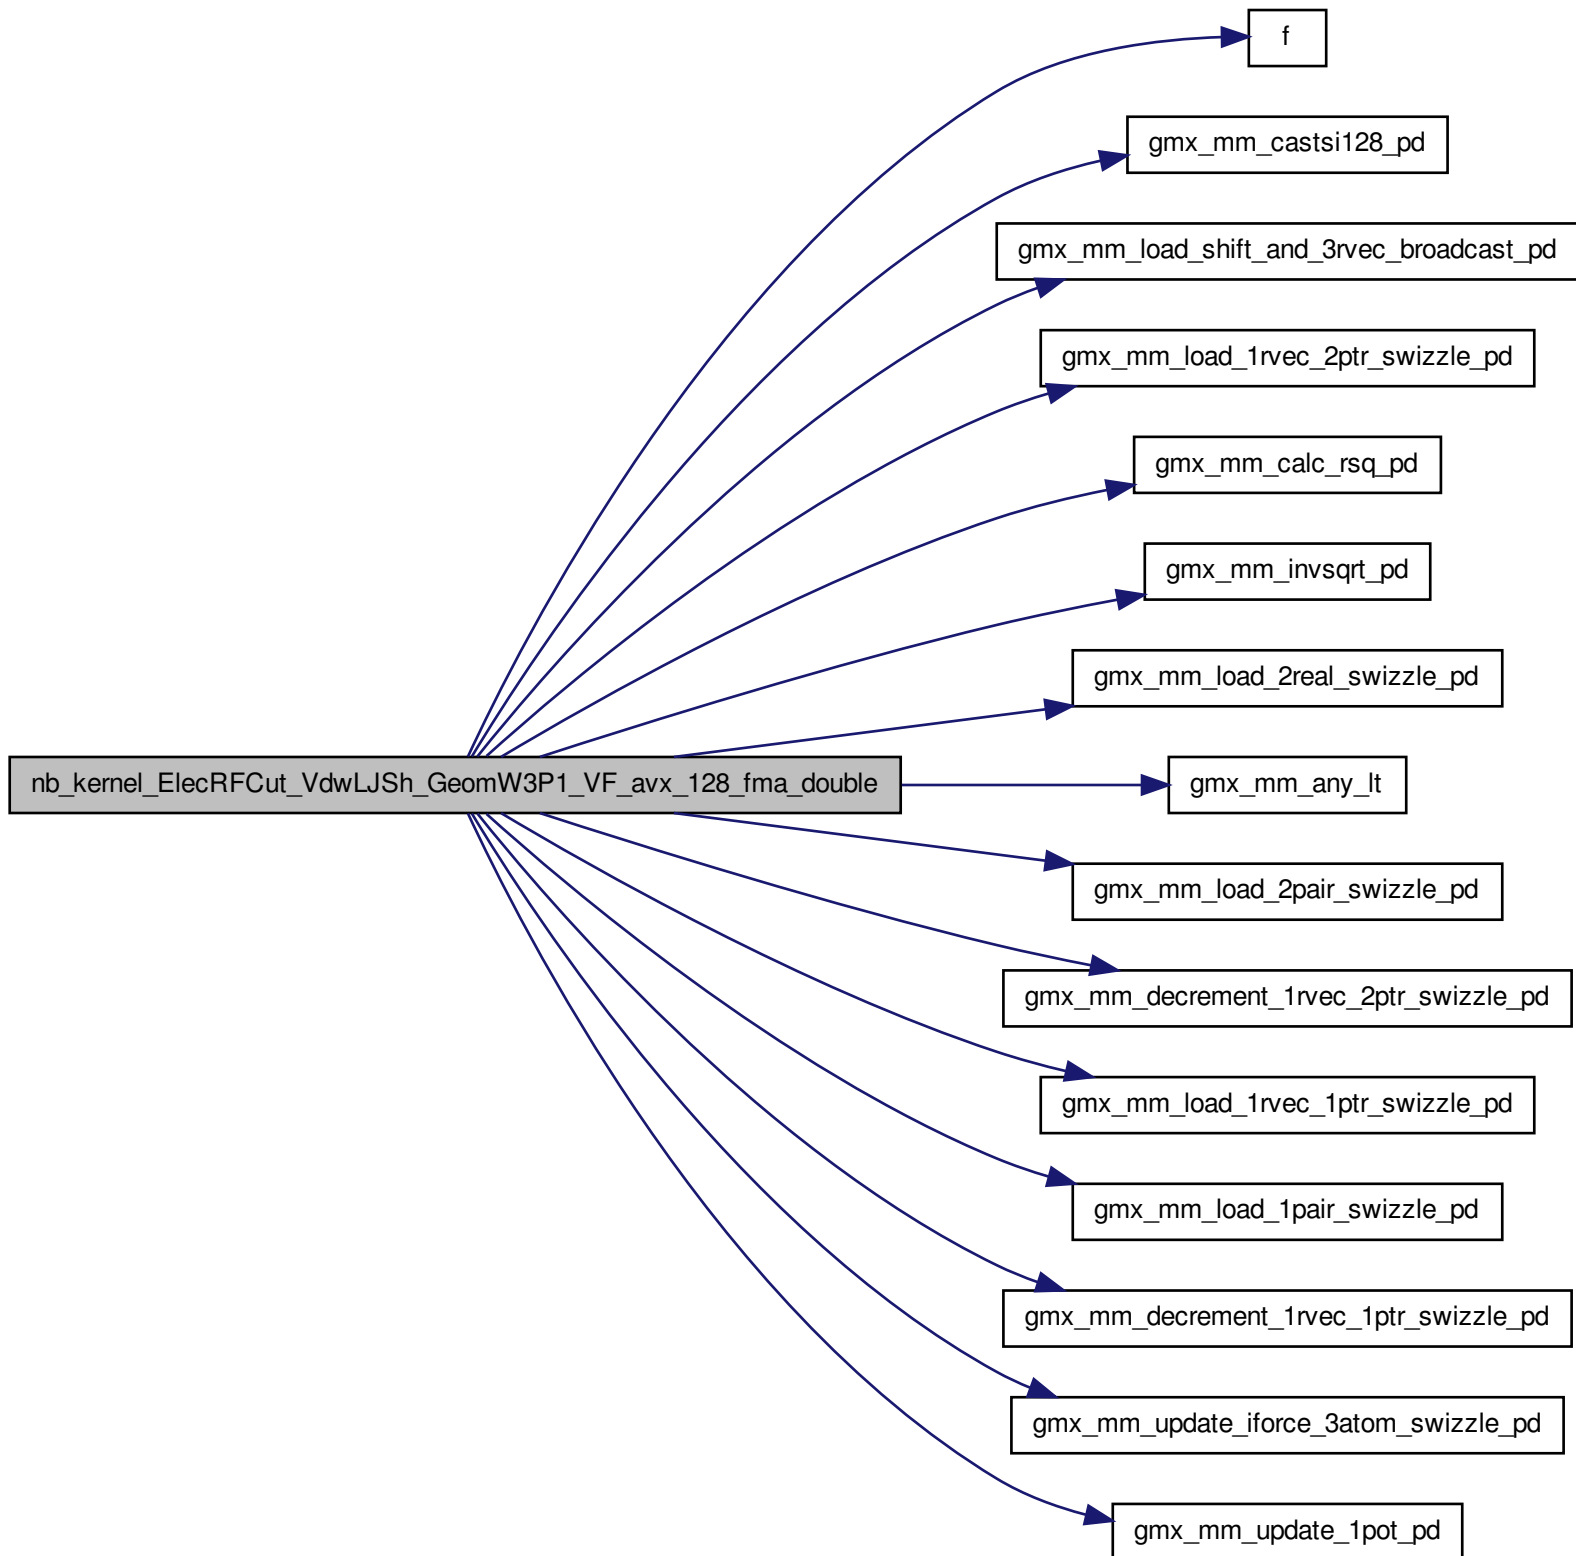 f
gmx_mm_castsi128_pd
gmx_mm_load_shift_and_3rvec_broadcast_pd
gmx_mm_load_1rvec_2ptr_swizzle_pd
gmx_mm_calc_rsq_pd
gmx_mm_invsqrt_pd
gmx_mm_load_2real_swizzle_pd
nb_kernel_ElecRFCut_VdwLJSh_GeomW3P1_VF_avx_128_fma_double
gmx_mm_any_lt
gmx_mm_load_2pair_swizzle_pd
gmx_mm_decrement_1rvec_2ptr_swizzle_pd
gmx_mm_load_1rvec_1ptr_swizzle_pd
gmx_mm_load_1pair_swizzle_pd
gmx_mm_decrement_1rvec_1ptr_swizzle_pd
gmx_mm_update_iforce_3atom_swizzle_pd
gmx_mm_update_1pot_pd